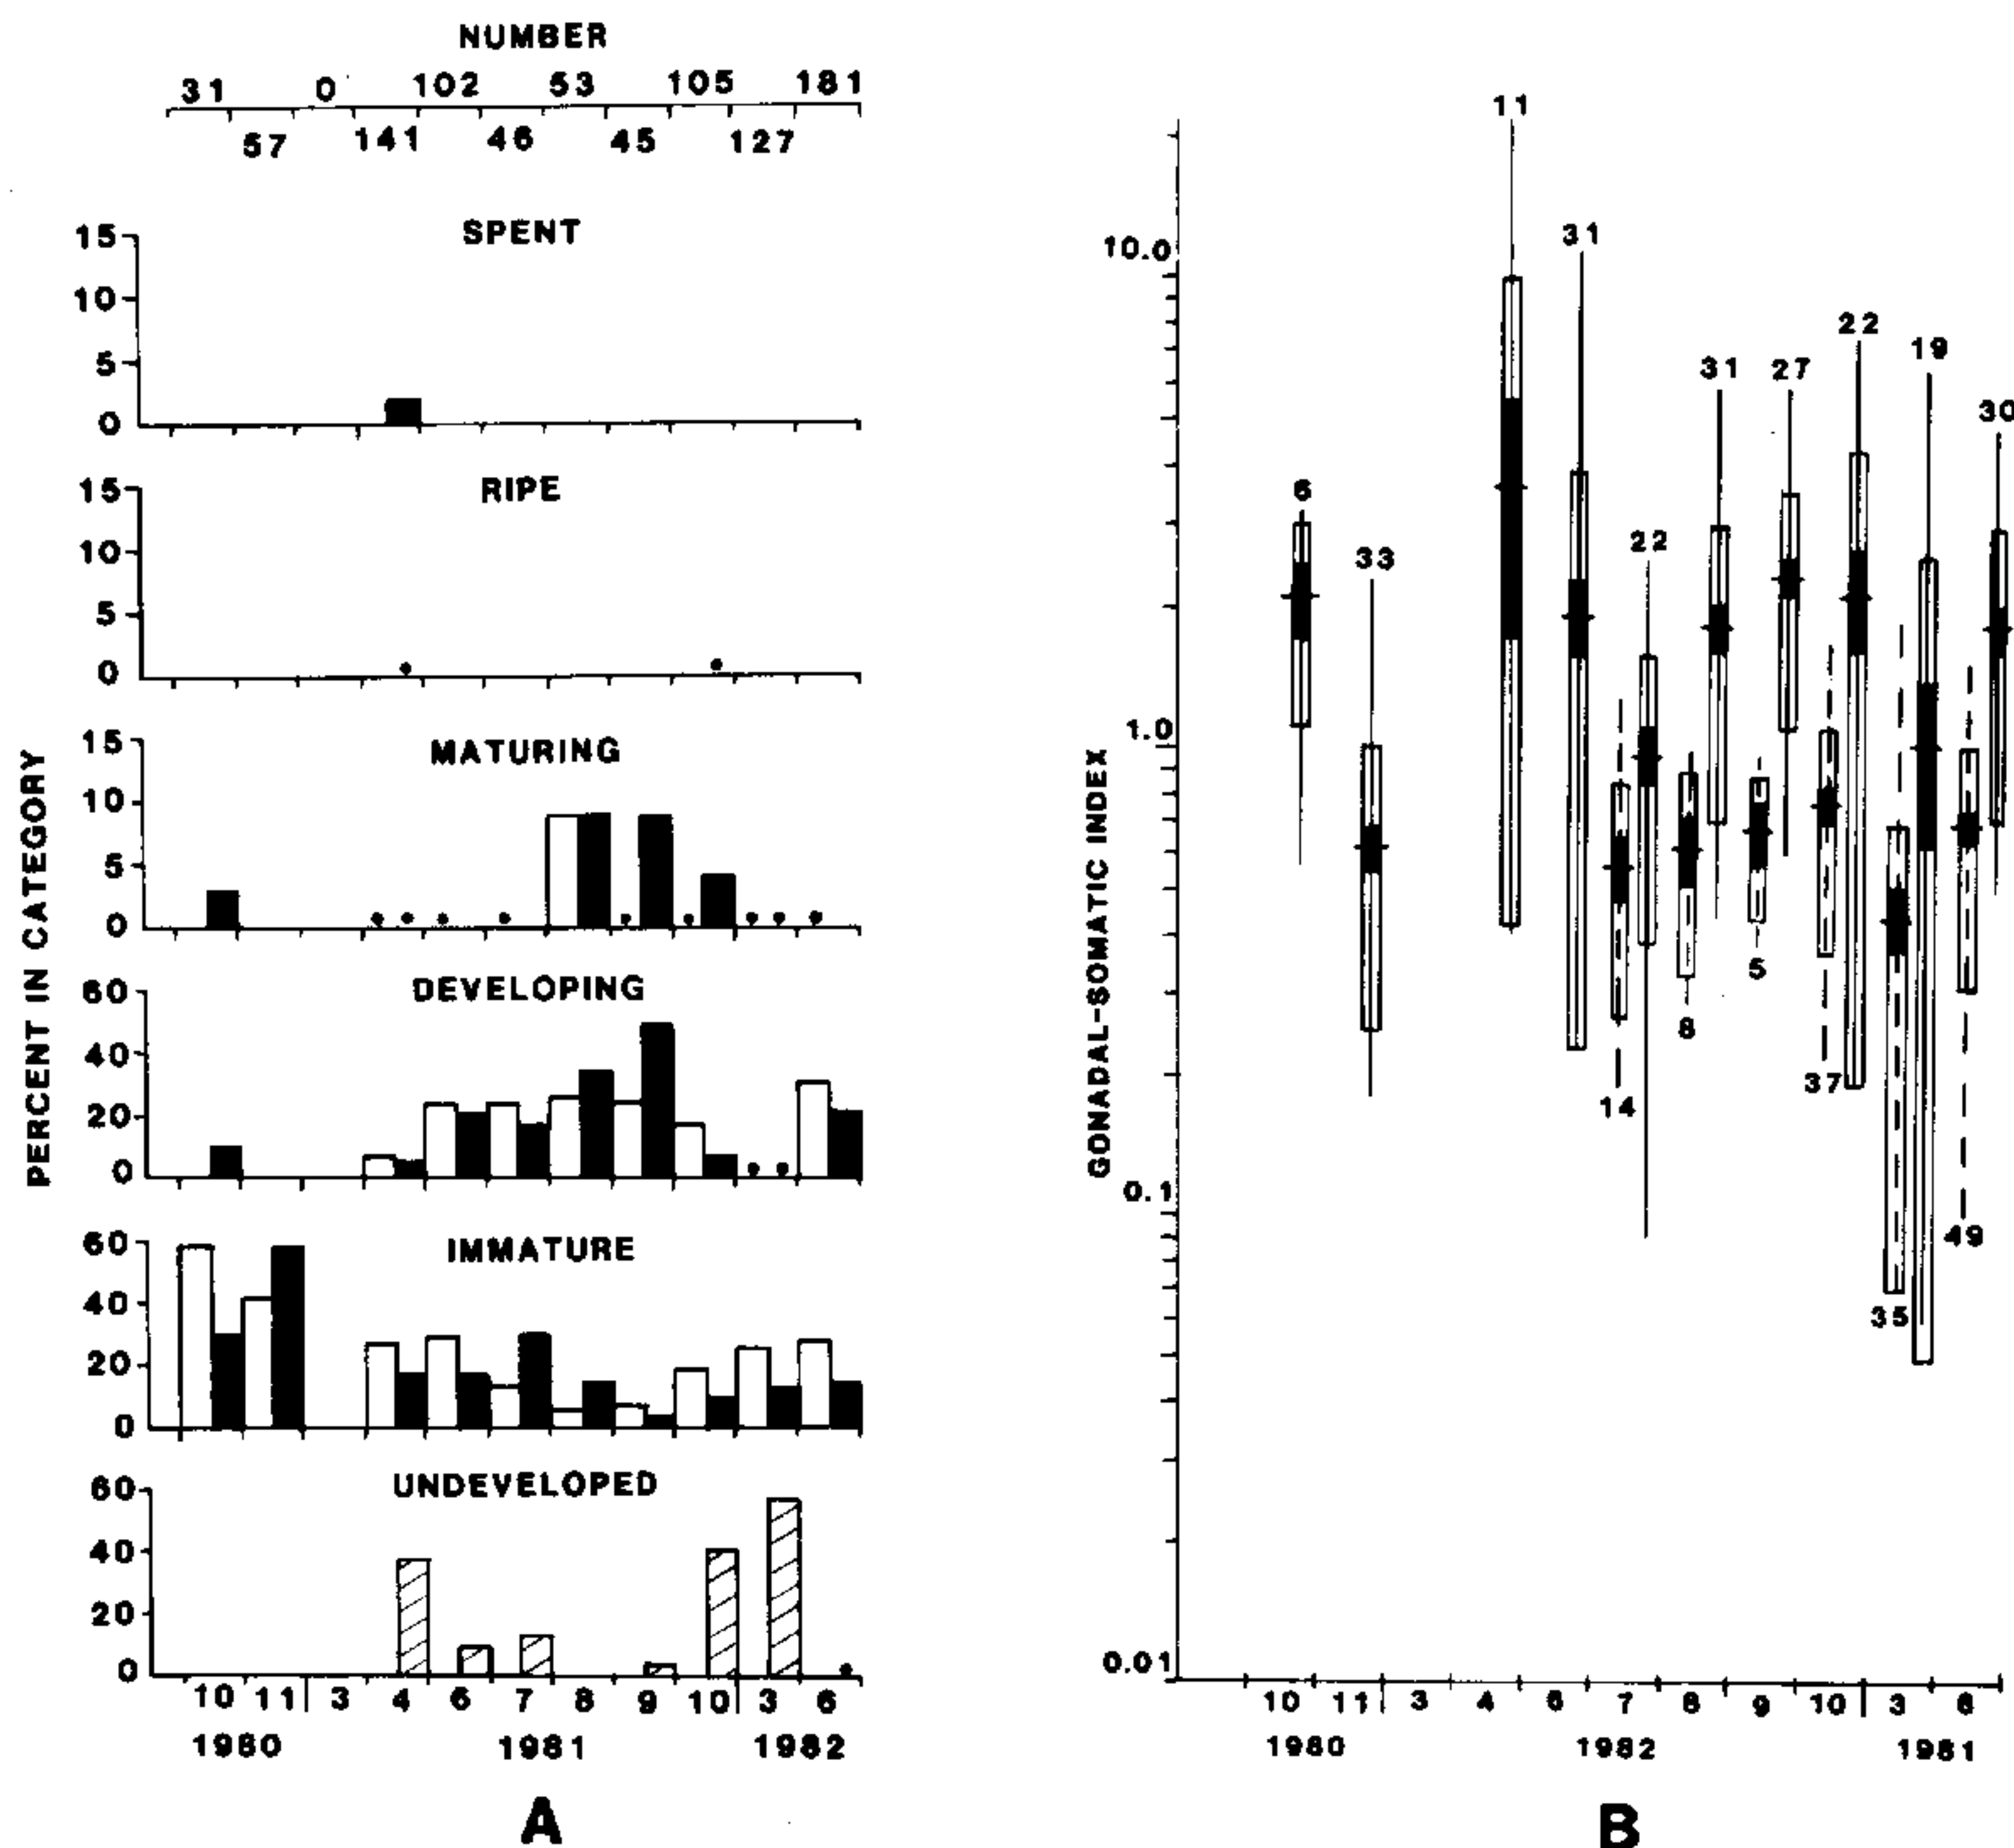 NUMBER
31 0 102 53 105 181
57 141 46 45 127
SPENT
15
10
5
0
RIPE
15
10
5
0
MATURING
15
10
5
0
DEVELOPING
60
40
20
0
IMMATURE
60
40
20
0
UNDEVELOPED
60
40
20
0
PERCENT IN CATEGORY
10 11 3 4 6 7 8 9 10 3 6
1980 1981 1982
A
GONADAL-SOMATIC INDEX
10.0
1.0
0.1
0.01
11
31
22
19
31
27
30
6
33
22
5
8
37
14
49
35
10 11 3 4 6 7 8 9 10 3 6
1980 1982 1981
B